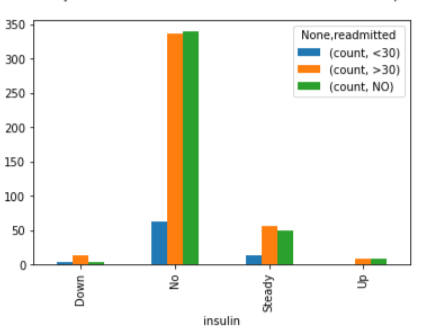 350
300
250
200
150
100
50
0
None,readmitted
(count, <30)
(count, >30)
(count, NO)
Down
No
Steady
Up
insulin